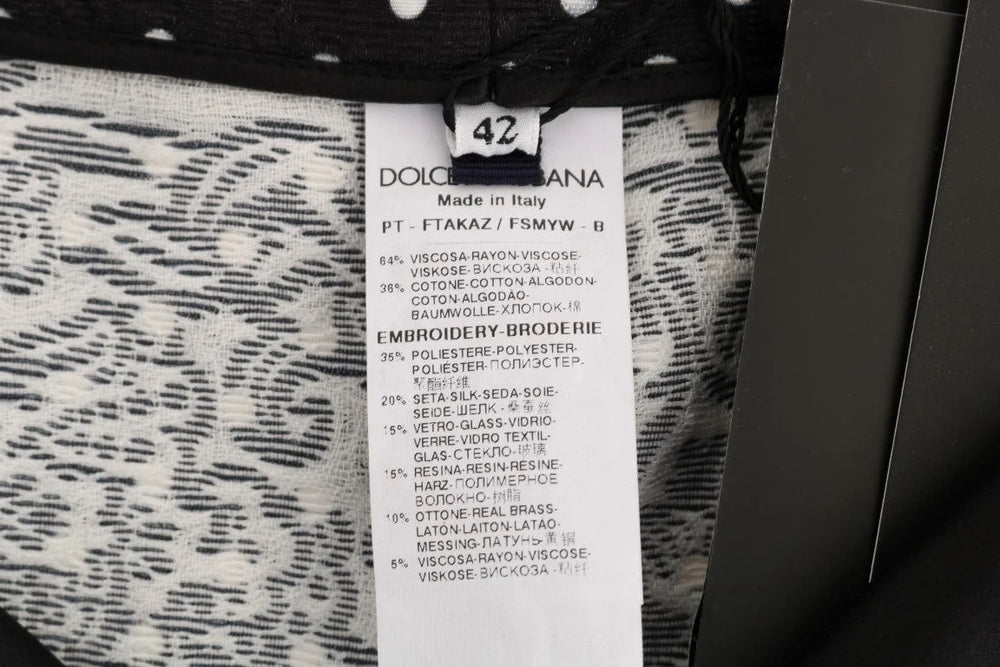 42
DOLCE BANA
Made in Italy
PT - FTAKAZ / FSMYW - B
64% VISCOSA-RAYON-VISCOSE-
VISKOSE-ВИСКОЗА-粘纤
36% COTONE-COTTON-ALGODON-
COTON-ALGODÃO-
BAUMWOLLE-ХЛОПОК-棉
EMBROIDERY-BRODERIE
35% POLIESTERE-POLYESTER-
POLIÉSTER-ПОЛИЭСТЕР-
聚酯纤维
20% SETA-SILK-SEDA-SOIE-
SEIDE-ШЕЛК-桑蚕丝
15% VETRO-GLASS-VIDRIO-
VERRE-VIDRO TEXTIL-
GLAS-СТЕКЛО-玻璃
15% RESINA-RESIN-RESINE-
HARZ-ПОЛИМЕРНОЕ
ВОЛОКНО-树脂
10% OTTONE-REAL BRASS-
LATÓN-LAITON-LATÃO-
MESSING-ЛАТУНЬ-黄铜
5% VISCOSA-RAYON-VISCOSE-
VISKOSE-ВИСКОЗА-粘纤